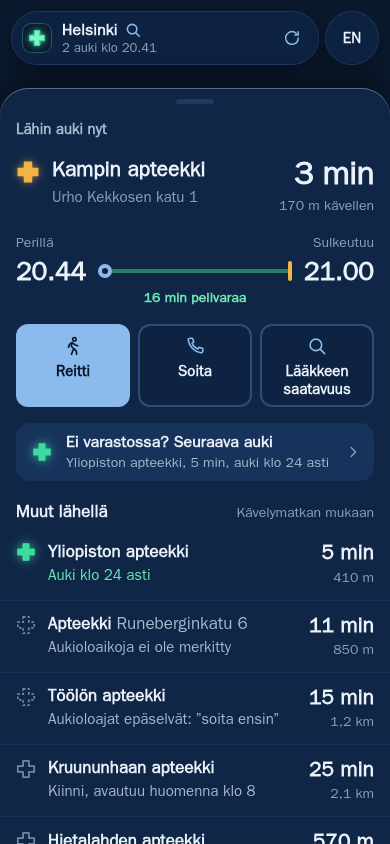 Helsinki
2 auki klo 20.41
EN
Lähin auki nyt
Kampin apteekki
3 min
Urho Kekkosen katu 1
170 m kävellen
Perillä
Sulkeutuu
20.44
21.00
16 min pelivaraa
Reitti
Soita
Lääkkeen
saatavuus
Ei varastossa? Seuraava auki
Yliopiston apteekki, 5 min, auki klo 24 asti
Muut lähellä
Kävelymatkan mukaan
Yliopiston apteekki
5 min
Auki klo 24 asti
410 m
Apteekki Runeberginkatu 6
11 min
Aukioloaikoja ei ole merkitty
850 m
Töölön apteekki
15 min
Aukioloajat epäselvät: "soita ensin"
1,2 km
Kruununhaan apteekki
25 min
Kiinni, avautuu huomenna klo 8
2,1 km
Hietalahden apteekki
570 m